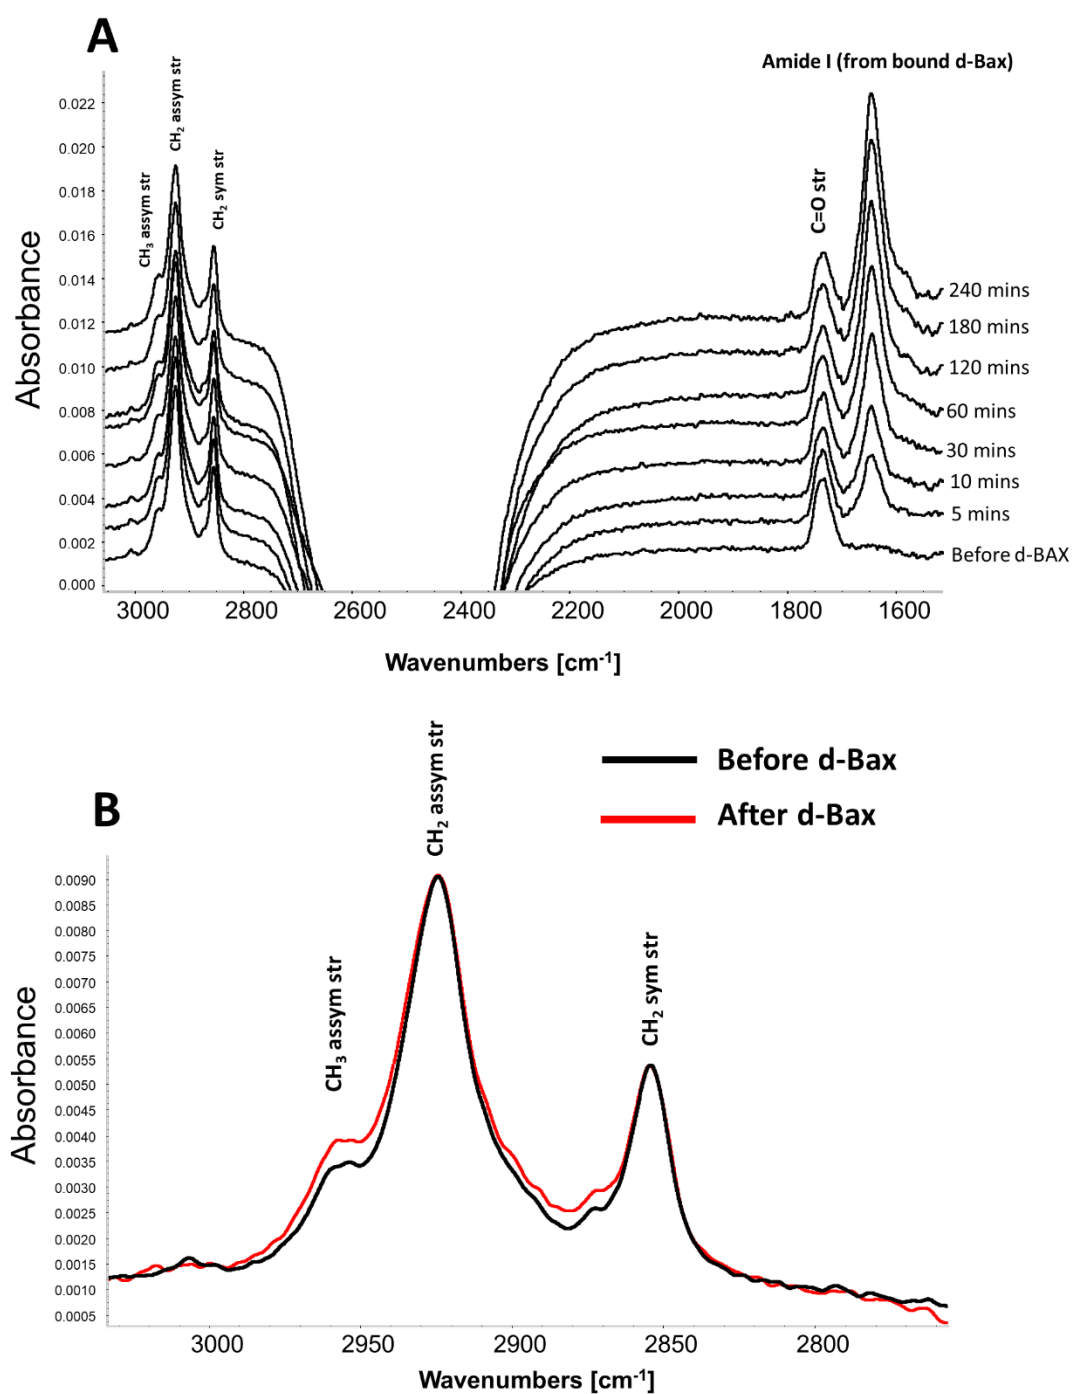 A
Amide I (from bound d-Bax)
CH3 assym str
CH2 assym str
CH2 sym str
C=O str
Absorbance
0.022
0.020
0.018
0.016
0.014
0.012
0.010
0.008
0.006
0.004
0.002
0.000
240 mins
180 mins
120 mins
60 mins
30 mins
10 mins
5 mins
Before d-BAX
3000 2800 2600 2400 2200 2000 1800 1600
Wavenumbers [cm-1]
B
Before d-Bax
After d-Bax
CH3 assym str
CH2 assym str
CH2 sym str
Absorbance
0.0090
0.0085
0.0080
0.0075
0.0070
0.0065
0.0060
0.0055
0.0050
0.0045
0.0040
0.0035
0.0030
0.0025
0.0020
0.0015
0.0010
0.0005
3000 2950 2900 2850 2800
Wavenumbers [cm-1]